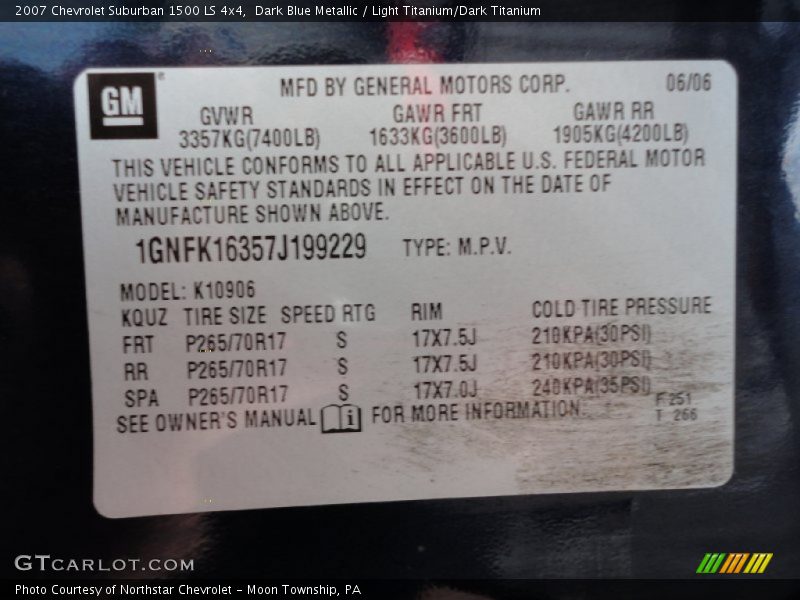 2007 Chevrolet Suburban 1500 LS 4x4, Dark Blue Metallic / Light Titanium/Dark Titanium
GM ® MFD BY GENERAL MOTORS CORP. 06/06
GVWR GAWR FRT GAWR RR
3357KG(7400LB) 1633KG(3600LB) 1905KG(4200LB)
THIS VEHICLE CONFORMS TO ALL APPLICABLE U.S. FEDERAL MOTOR
VEHICLE SAFETY STANDARDS IN EFFECT ON THE DATE OF
MANUFACTURE SHOWN ABOVE.
1GNFK16357J199229 TYPE: M.P.V.
MODEL: K10906
KQUZ TIRE SIZE SPEED RTG RIM COLD TIRE PRESSURE
FRT P265/70R17 S 17X7.5J 210KPA(30PSI)
RR P265/70R17 S 17X7.5J 210KPA(30PSI)
SPA P265/70R17 S 17X7.0J 240KPA(35PSI)
F 251
SEE OWNER'S MANUAL i FOR MORE INFORMATION.
T 266
GTCARLOT.COM
Photo Courtesy of Northstar Chevrolet - Moon Township, PA